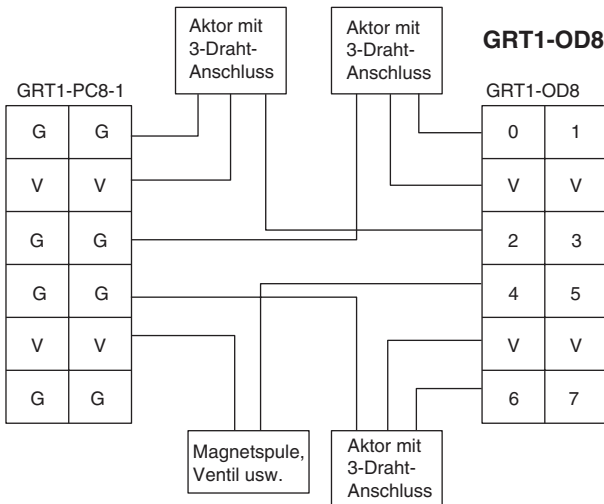 Aktor mit
3-Draht-
Anschluss
Aktor mit
3-Draht-
Anschluss
GRT1-OD8
GRT1-PC8-1
GRT1-OD8
G G
V V
G G
G G
V V
G G
0 1
V V
2 3
4 5
V V
6 7
Magnetspule,
Ventil usw.
Aktor mit
3-Draht-
Anschluss